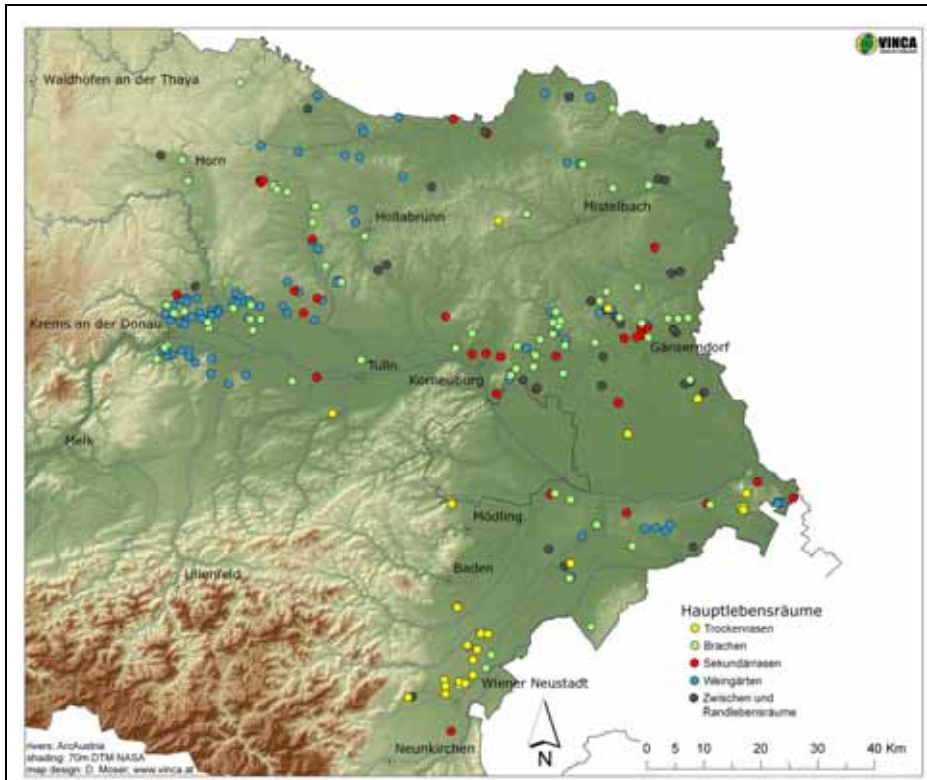 VINCA
Waidhofen an der Thaya
Horn
Hollabrunn
Mistelbach
Krems an der Donau
Tulln
Korneuburg
Gänserndorf
Melk
Mödling
Baden
Lilienfeld
Wiener Neustadt
Neunkirchen
Hauptlebensräume
Trockenrasen
Brachen
Sekundärrasen
Weingärten
Zwischen und
Randlebensräume
N
0 5 10 20 30 40 Km
rivers: ArcAustria
shading: 70m DTM NASA
map design: D. Moser; www.vinca.at